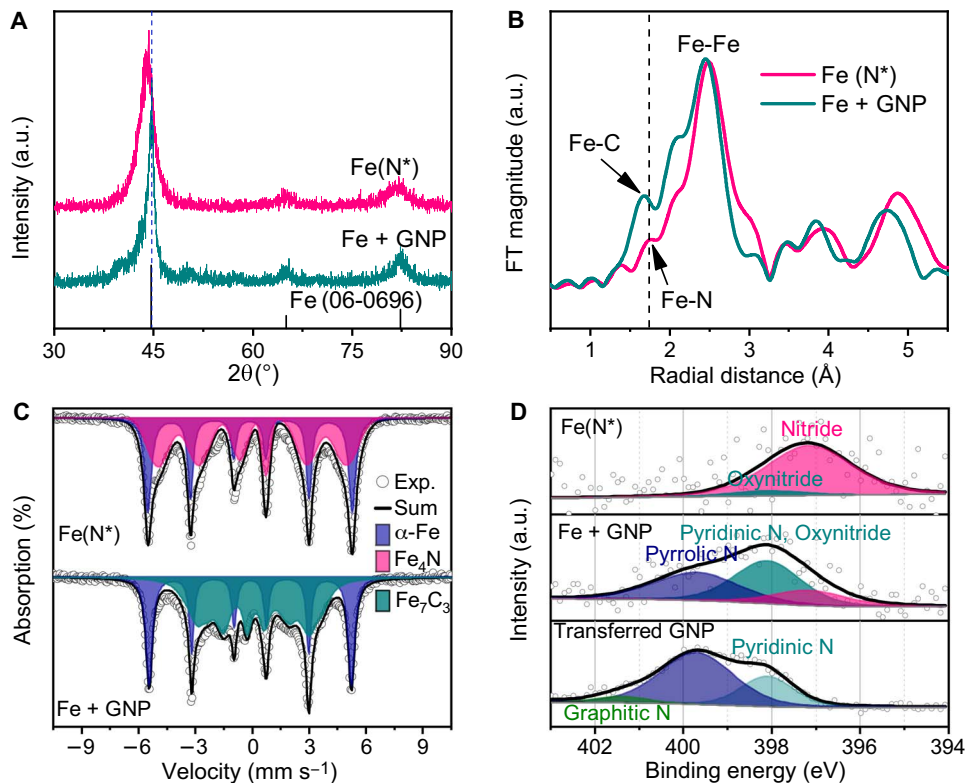 A
Intensity (a.u.)
Fe(N*)
Fe + GNP
Fe (06-0696)
30 45 60 75 90
2θ(°)
B
FT magnitude (a.u.)
Fe-Fe
Fe (N*)
Fe + GNP
Fe-C
Fe-N
1 2 3 4 5
Radial distance (Å)
C
Absorption (%)
Exp.
Sum
Fe(N*)
α-Fe
Fe₄N
Fe₇C₃
Fe + GNP
−9 −6 −3 0 3 6 9
Velocity (mm s⁻¹)
D
Intensity (a.u.)
Fe(N*)
Nitride
Oxynitride
Fe + GNP
Pyridinic N, Oxynitride
Pyrrolic N
Transferred GNP
Pyridinic N
Graphitic N
402 400 398 396 394
Binding energy (eV)